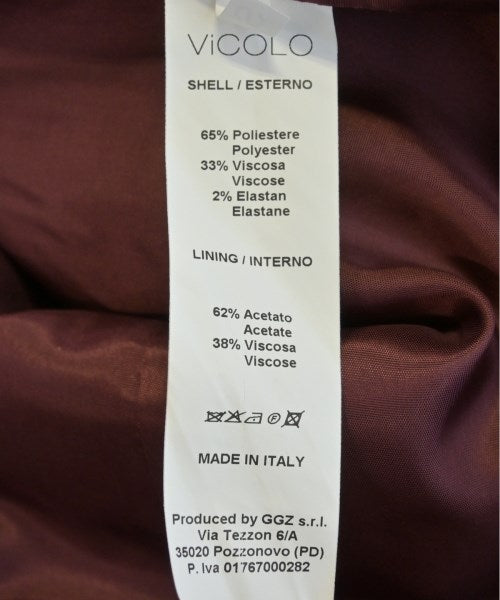 ViCOLO
SHELL / ESTERNO
65% Poliestere
Polyester
33% Viscosa
Viscose
2% Elastan
Elastane
LINING / INTERNO
62% Acetato
Acetate
38% Viscosa
Viscose
MADE IN ITALY
Produced by GGZ s.r.l.
Via Tezzon 6/A
35020 Pozzonovo (PD)
P. Iva 01767000282